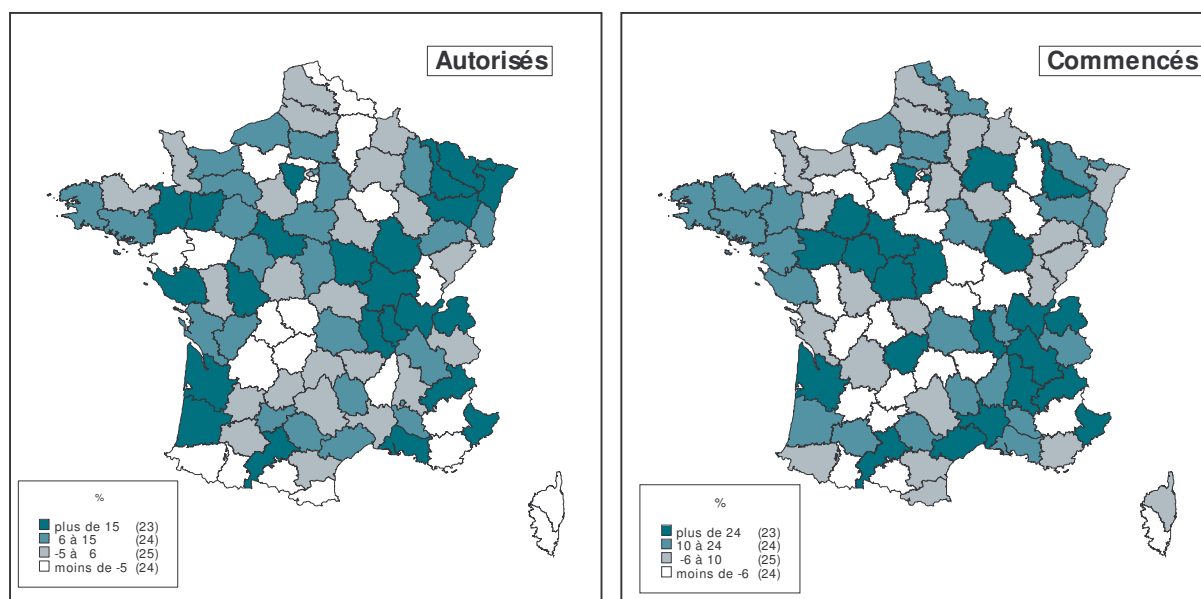 Autorisés
%
plus de 15 (23)
6 à 15 (24)
-5 à 6 (25)
moins de -5 (24)
Commencés
%
plus de 24 (23)
10 à 24 (24)
-6 à 10 (25)
moins de -6 (24)